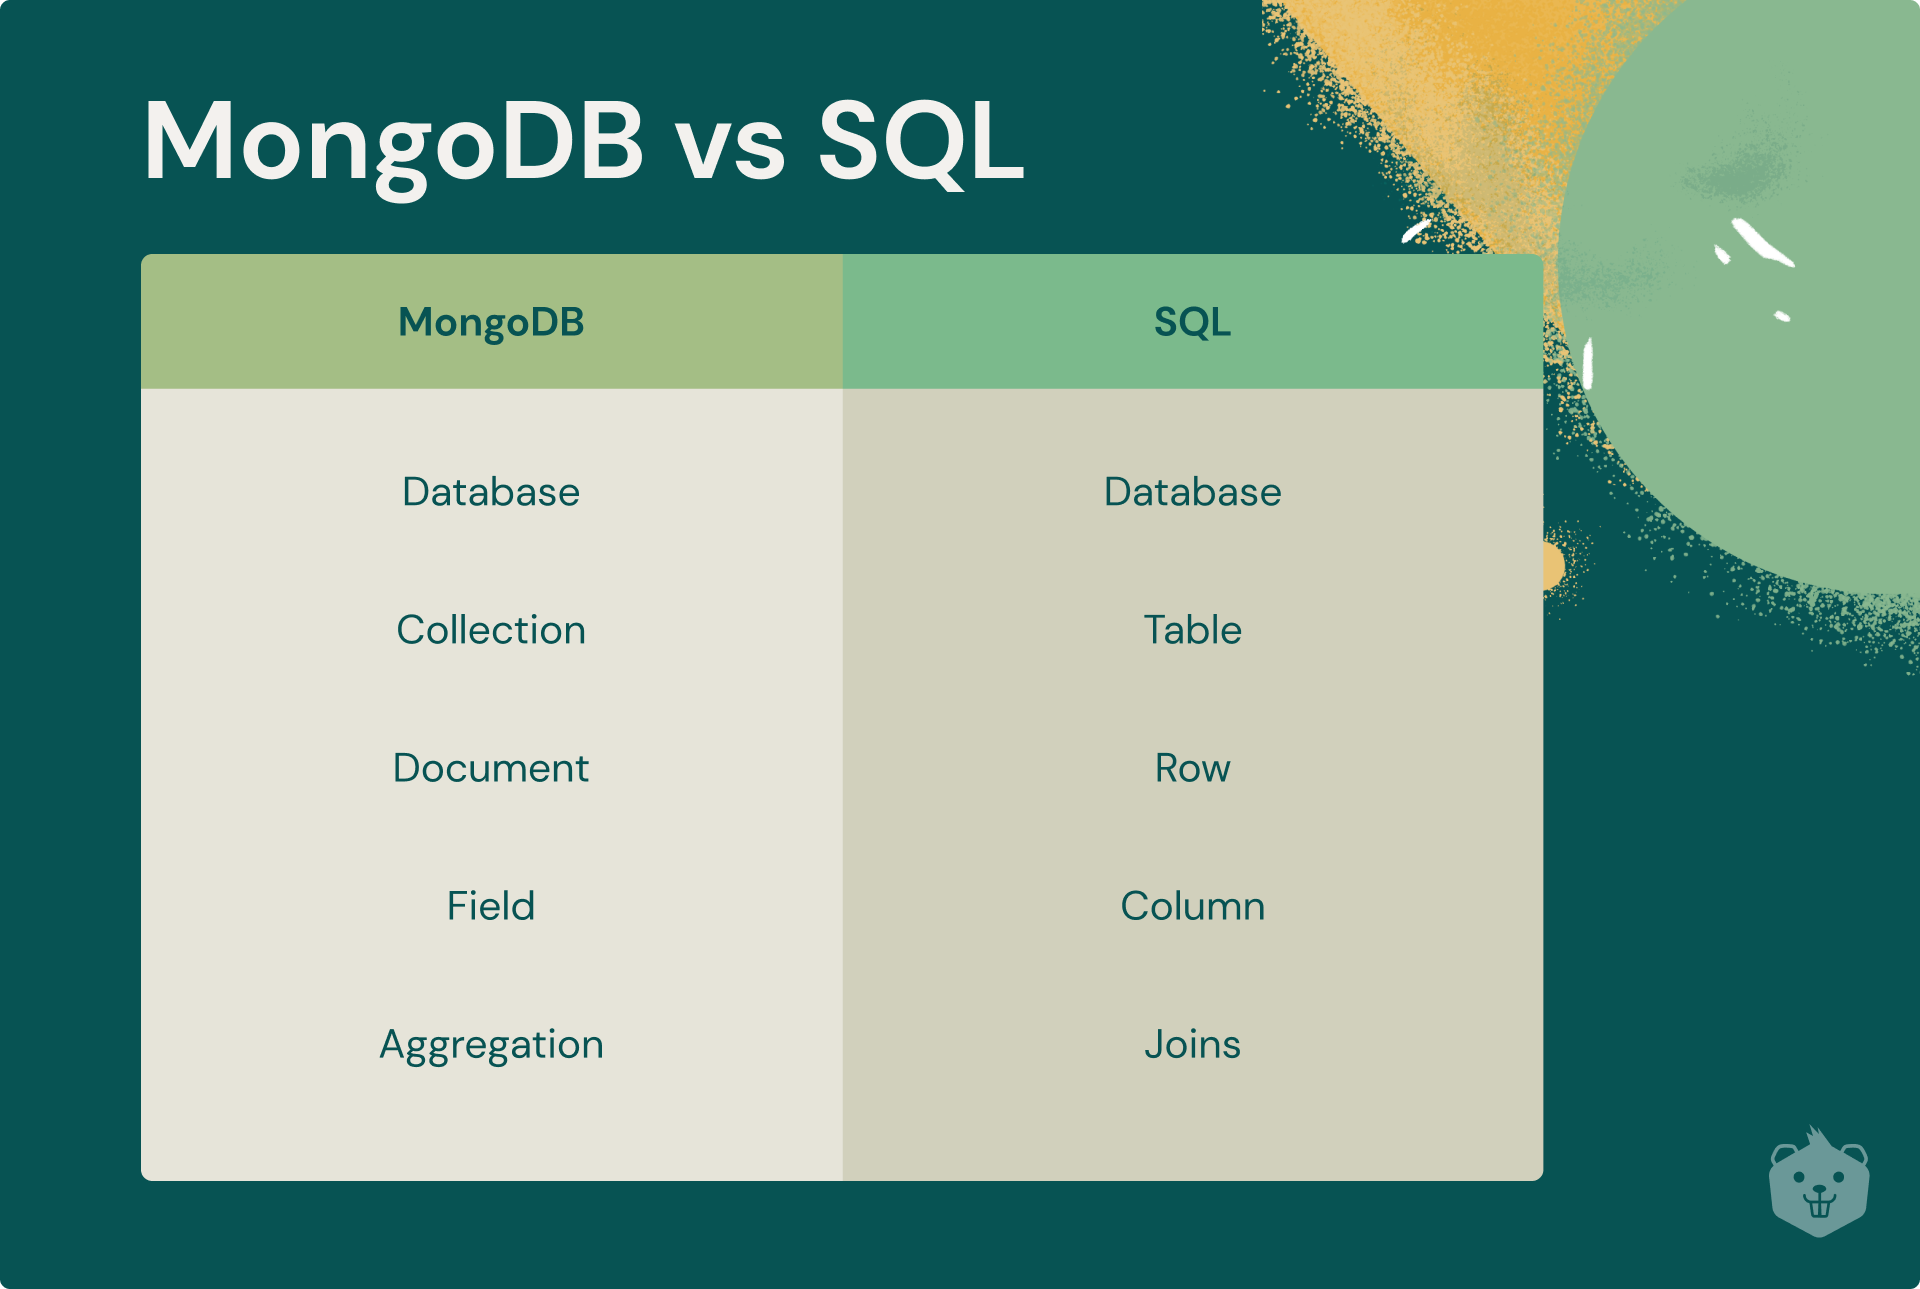 MongoDB vs SQL
MongoDB SQL
Database Database
Collection Table
Document Row
Field Column
Aggregation Joins